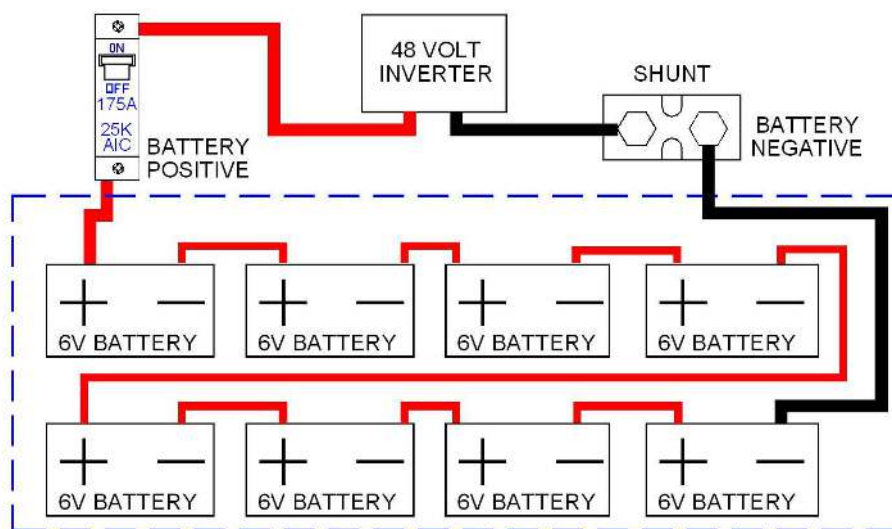 ON
OFF
175A
25K
AIC
BATTERY
POSITIVE
48 VOLT
INVERTER
SHUNT
BATTERY
NEGATIVE
+ −
6V BATTERY
+ −
6V BATTERY
+ −
6V BATTERY
+ −
6V BATTERY
+ −
6V BATTERY
+ −
6V BATTERY
+ −
6V BATTERY
+ −
6V BATTERY